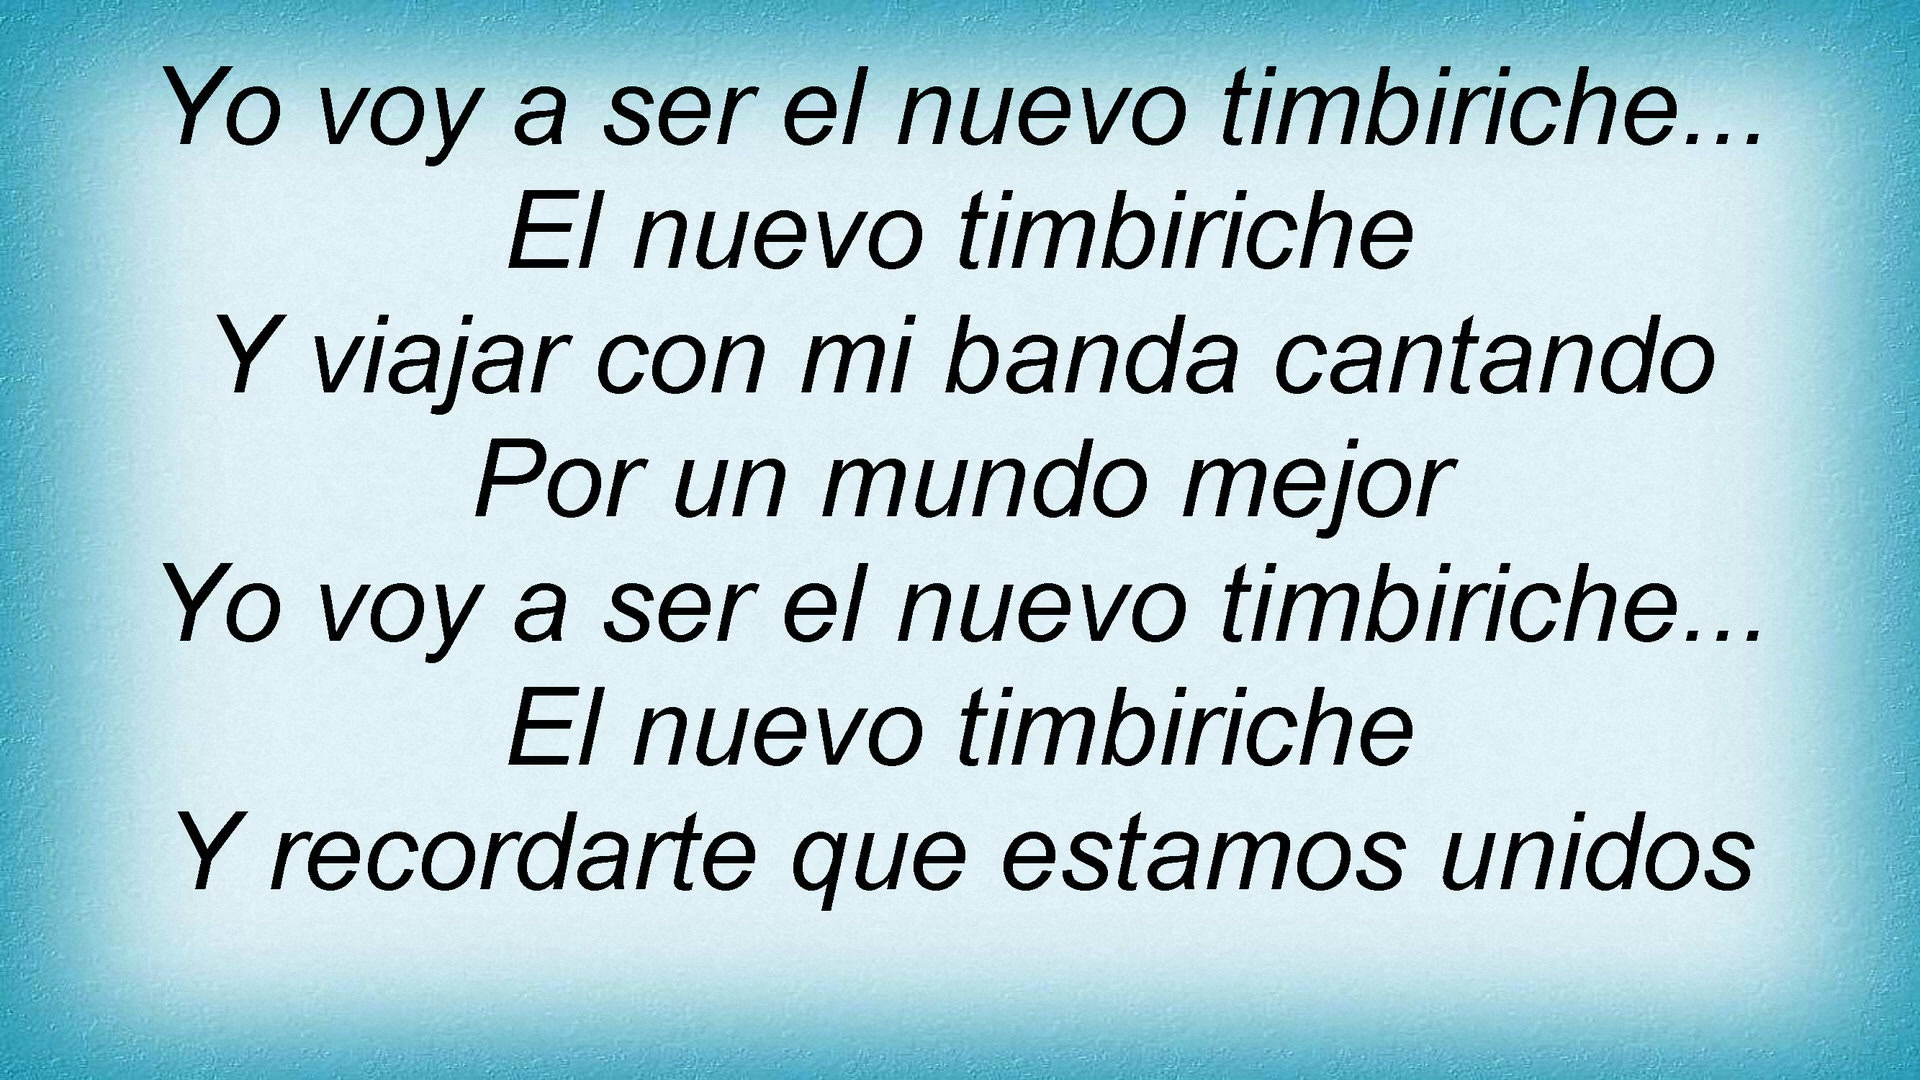 Yo voy a ser el nuevo timbiriche...
El nuevo timbiriche
Y viajar con mi banda cantando
Por un mundo mejor
Yo voy a ser el nuevo timbiriche...
El nuevo timbiriche
Y recordarte que estamos unidos